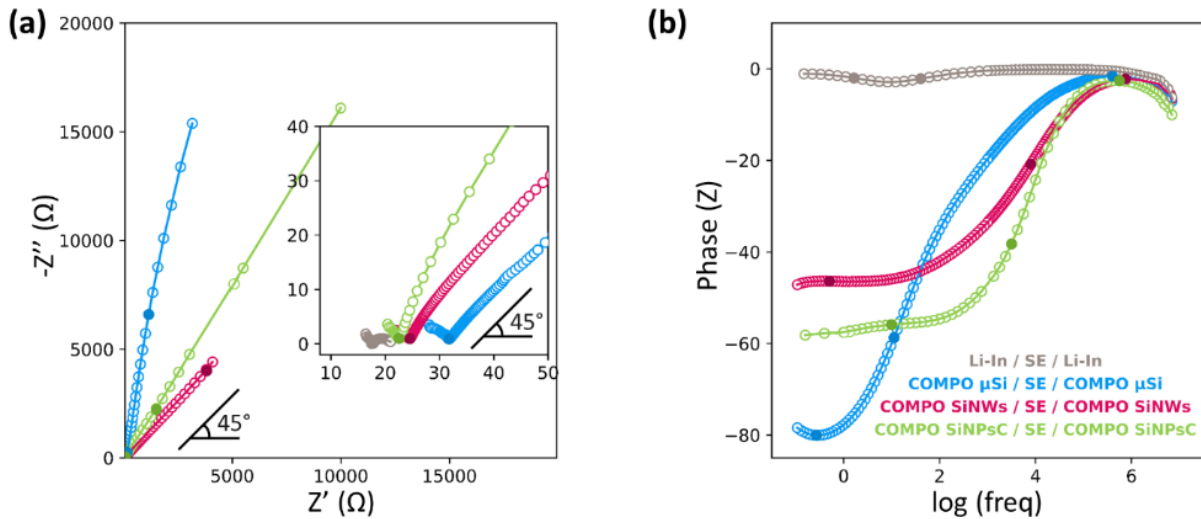 (a)
20000
15000
10000
5000
0
-Z′′ (Ω)
5000
10000
15000
Z′ (Ω)
45°
40
30
20
10
0
10
20
30
40
50
45°
(b)
0
−20
−40
−60
−80
Phase (Z)
0
2
4
6
log (freq)
Li-In / SE / Li-In
COMPO μSi / SE / COMPO μSi
COMPO SiNWs / SE / COMPO SiNWs
COMPO SiNPsC / SE / COMPO SiNPsC